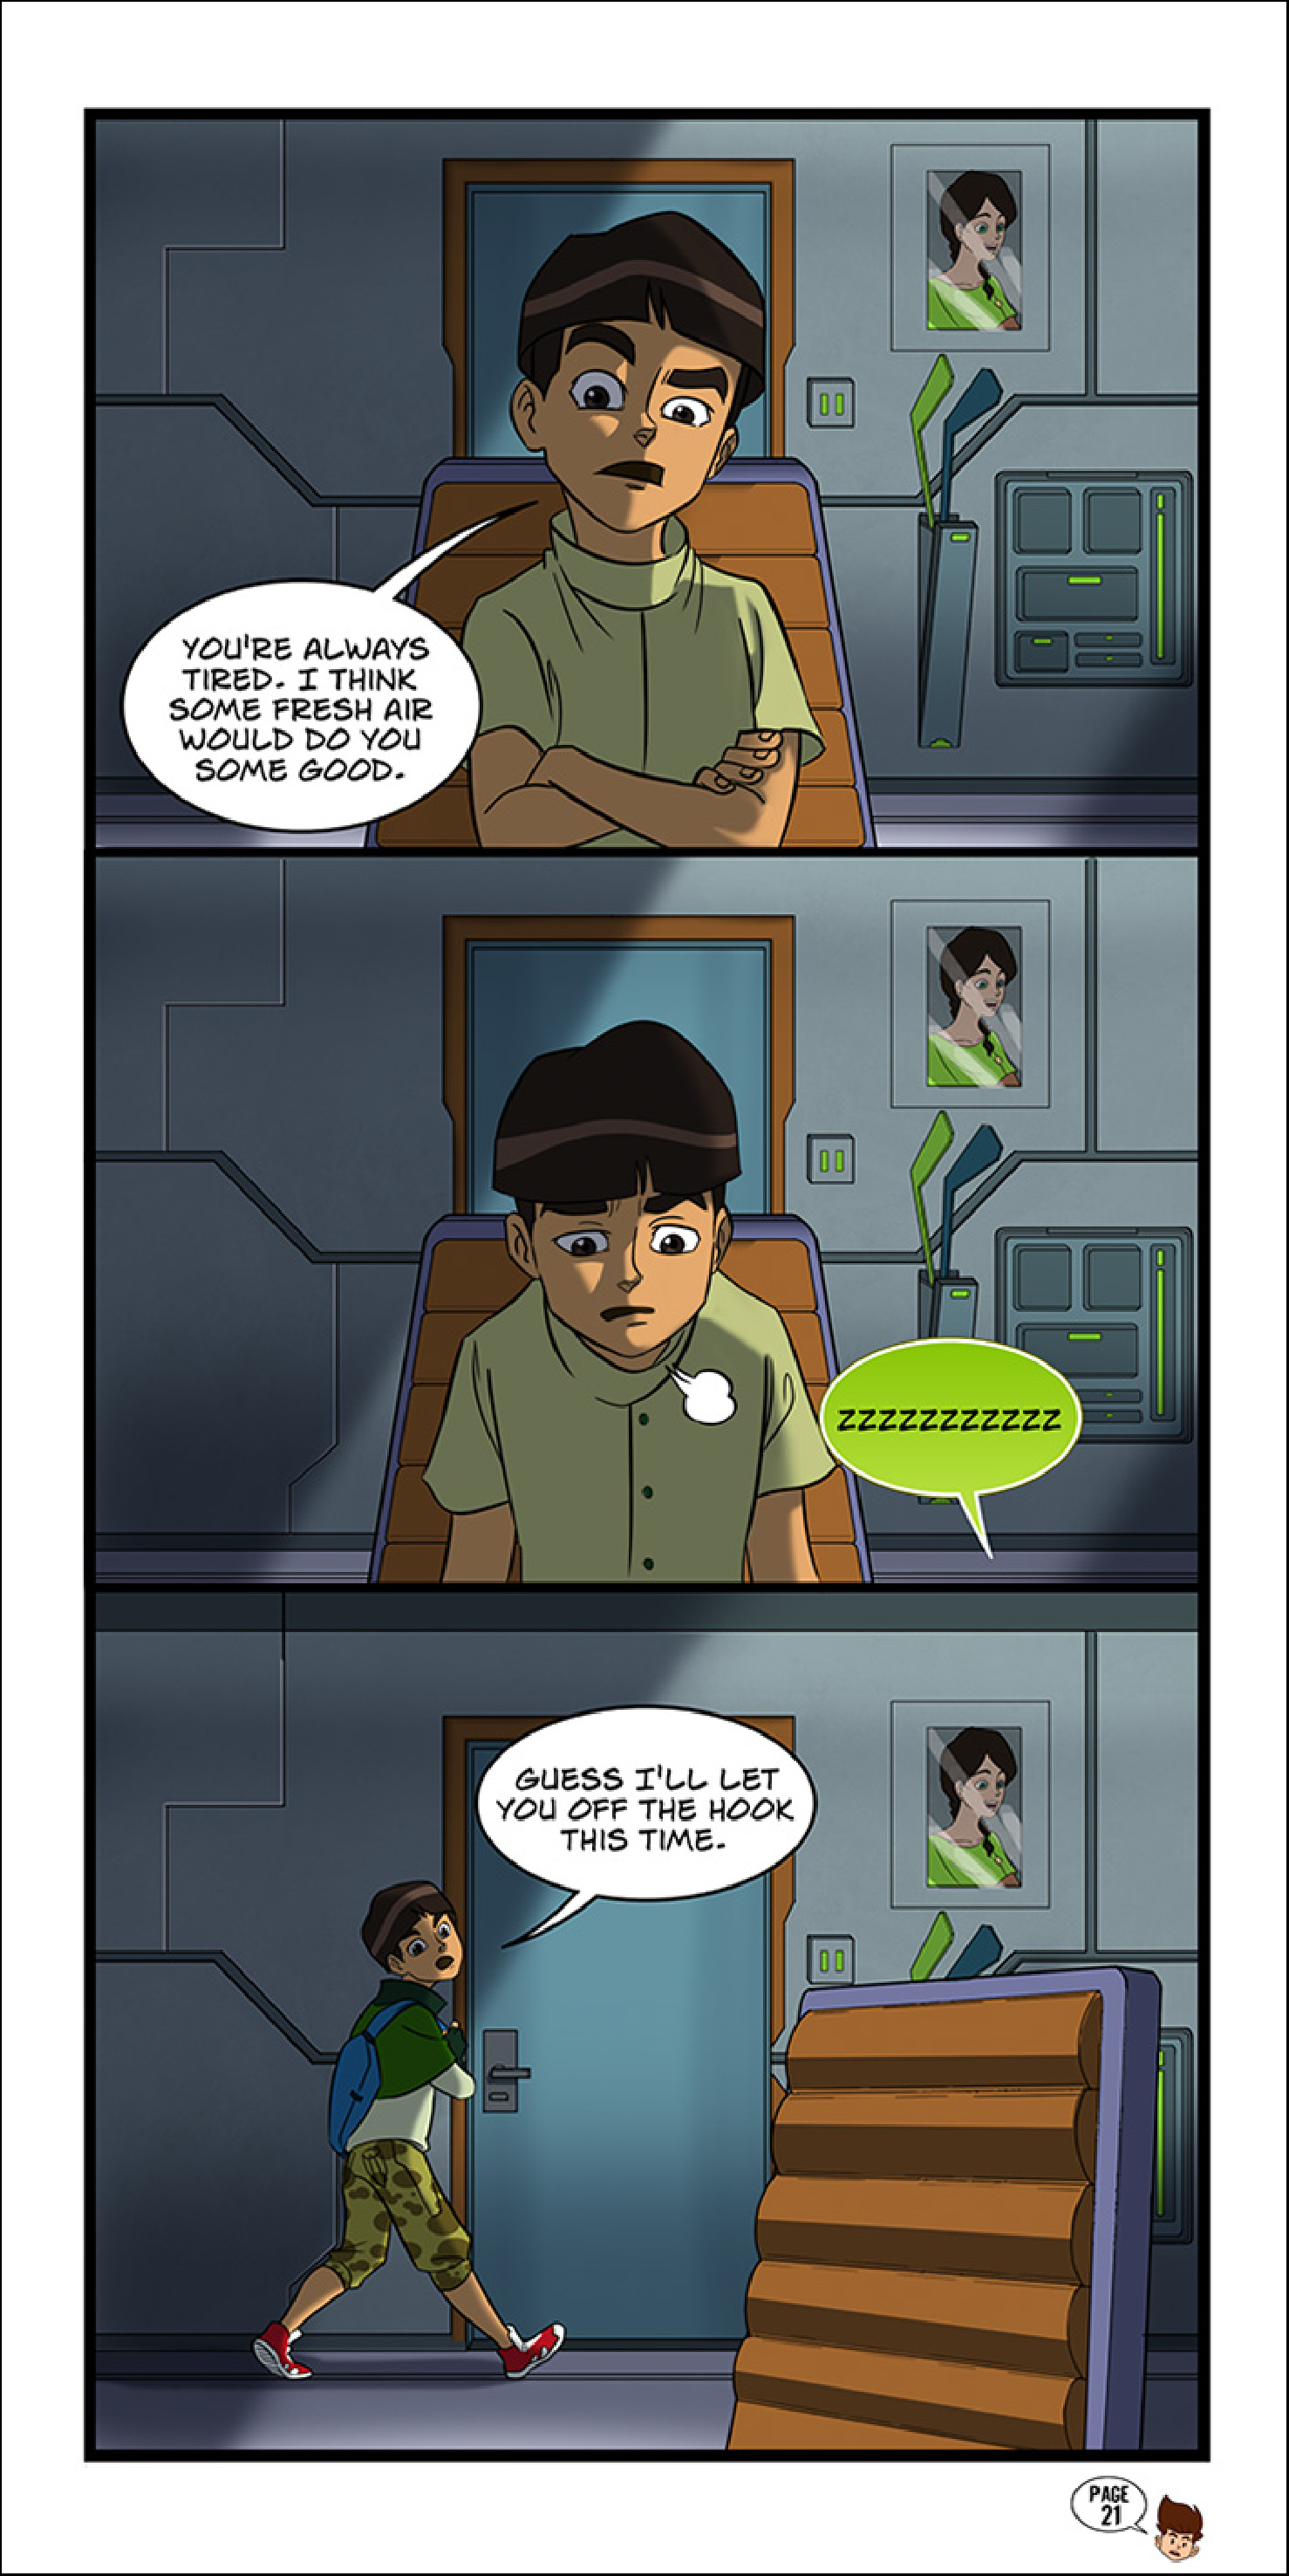 YOU'RE ALWAYS
TIRED. I THINK
SOME FRESH AIR
WOULD DO YOU
SOME GOOD.
ZZZZZZZZZZZ
GUESS I'LL LET
YOU OFF THE HOOK
THIS TIME.
PAGE
21